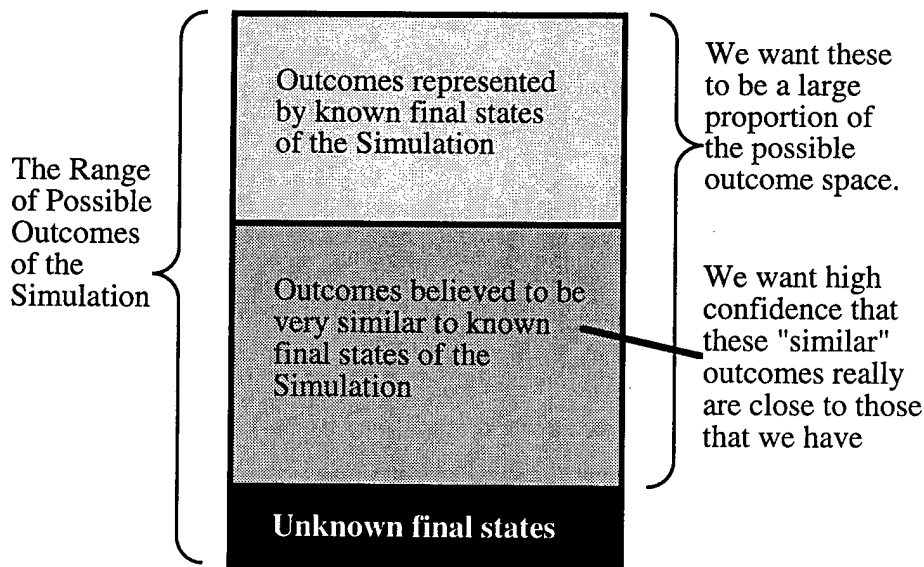 The Range
of Possible
Outcomes
of the
Simulation
Outcomes represented
by known final states
of the Simulation
Outcomes believed to be
very similar to known
final states of the
Simulation
Unknown final states
We want these
to be a large
proportion of
the possible
outcome space.
We want high
confidence that
these "similar"
outcomes really
are close to those
that we have